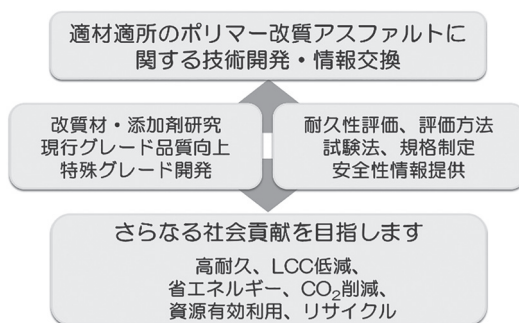 適材適所のポリマー改質アスファルトに
関する技術開発・情報交換
改質材・添加剤研究
現行グレード品質向上
特殊グレード開発
耐久性評価、評価方法
試験法、規格制定
安全性情報提供
さらなる社会貢献を目指します
高耐久、LCC低減、
省エネルギー、CO₂削減、
資源有効利用、リサイクル